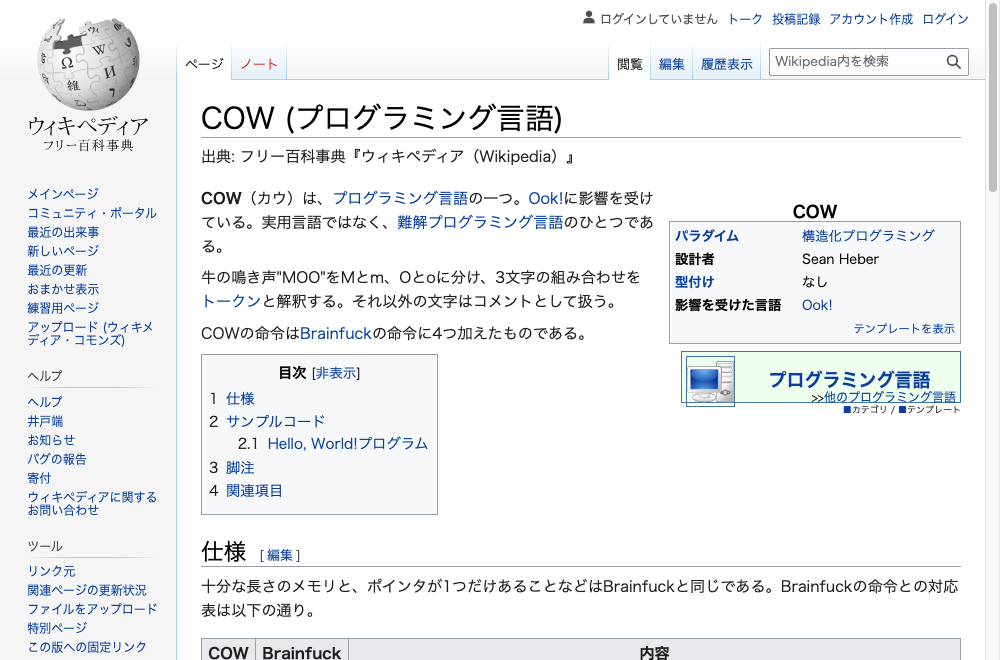 ログインしていません トーク 投稿記録 アカウント作成 ログイン
ページ ノート 閲覧 編集 履歴表示 Wikipedia内を検索
ウィキペディア
フリー百科事典
メインページ
コミュニティ・ポータル
最近の出来事
新しいページ
最近の更新
おまかせ表示
練習用ページ
アップロード (ウィキメ
ディア・コモンズ)
ヘルプ
ヘルプ
井戸端
お知らせ
バグの報告
寄付
ウィキペディアに関する
お問い合わせ
ツール
リンク元
関連ページの更新状況
ファイルをアップロード
特別ページ
この版への固定リンク
COW (プログラミング言語)
出典: フリー百科事典『ウィキペディア（Wikipedia）』
COW（カウ）は、プログラミング言語の一つ。Ook!に影響を受け
ている。実用言語ではなく、難解プログラミング言語のひとつであ
る。
牛の鳴き声"MOO"をMとm、Oとoに分け、3文字の組み合わせを
トークンと解釈する。それ以外の文字はコメントとして扱う。
COWの命令はBrainfuckの命令に4つ加えたものである。
COW
パラダイム 構造化プログラミング
設計者 Sean Heber
型付け なし
影響を受けた言語 Ook!
テンプレートを表示
プログラミング言語
>>他のプログラミング言語
■カテゴリ / ■テンプレート
目次 [非表示]
1 仕様
2 サンプルコード
2.1 Hello, World!プログラム
3 脚注
4 関連項目
仕様 [編集]
十分な長さのメモリと、ポインタが1つだけあることなどはBrainfuckと同じである。Brainfuckの命令との対応
表は以下の通り。
COW Brainfuck 内容